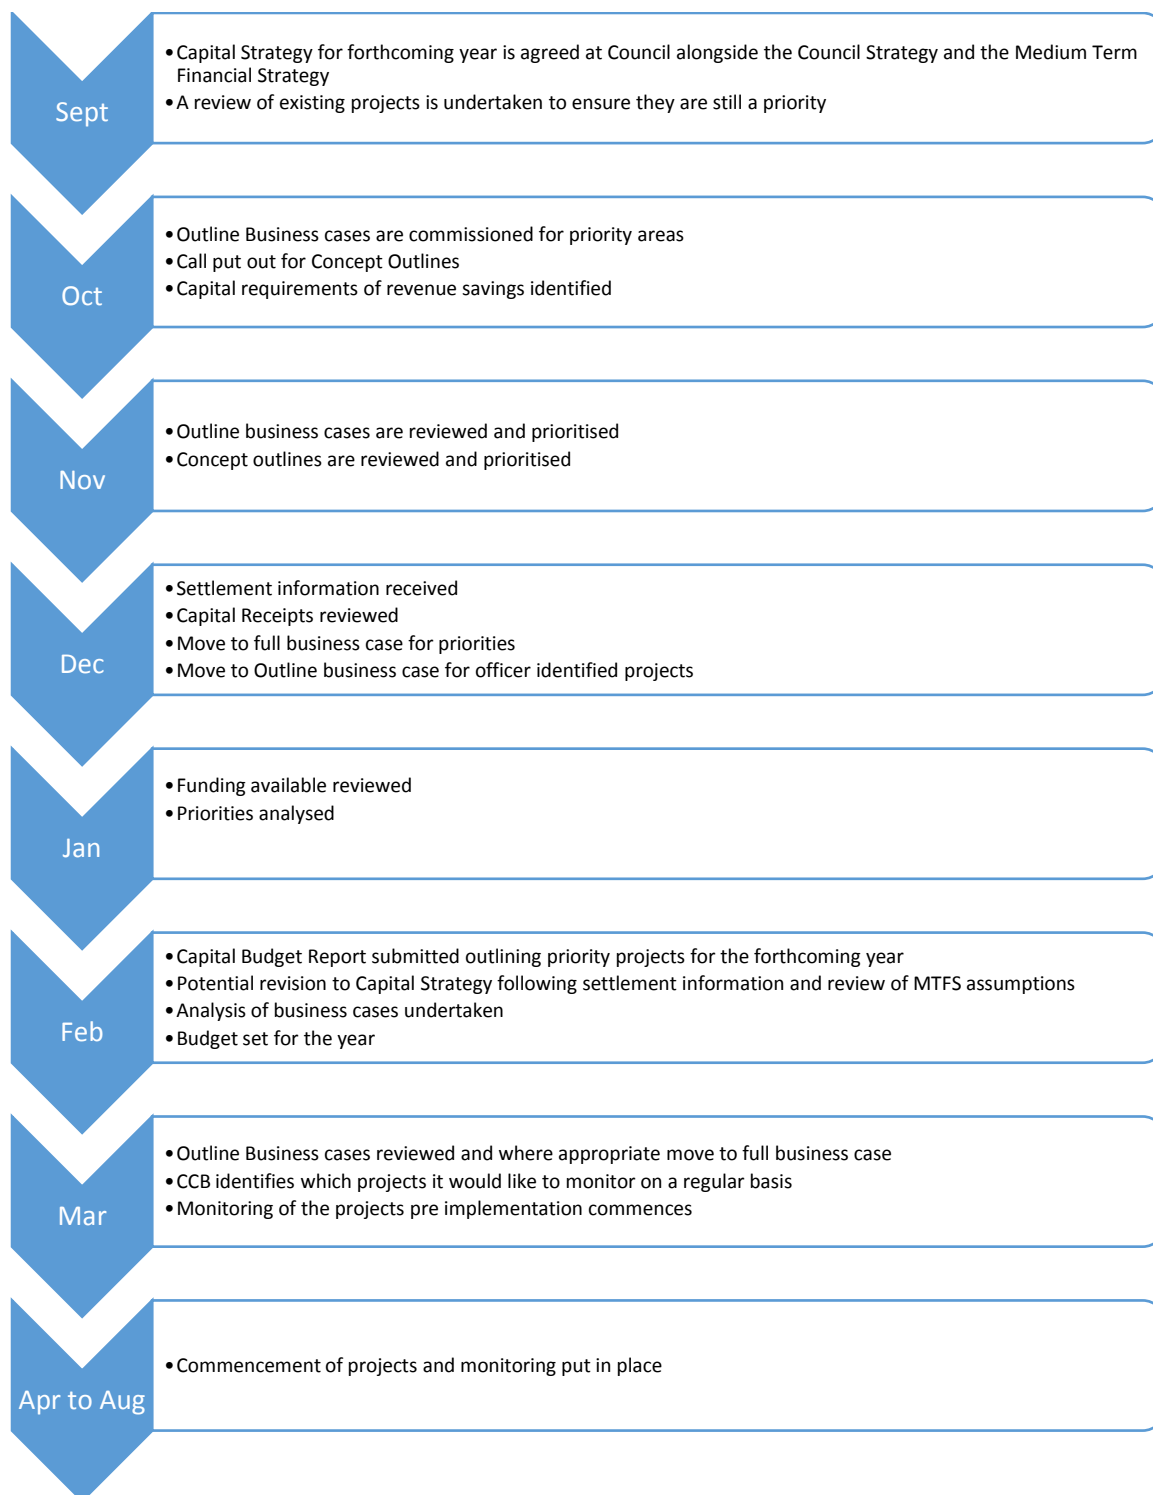 Sept
•Capital Strategy for forthcoming year is agreed at Council alongside the Council Strategy and the Medium Term
Financial Strategy
•A review of existing projects is undertaken to ensure they are still a priority
Oct
•Outline Business cases are commissioned for priority areas
•Call put out for Concept Outlines
•Capital requirements of revenue savings identified
Nov
•Outline business cases are reviewed and prioritised
•Concept outlines are reviewed and prioritised
Dec
•Settlement information received
•Capital Receipts reviewed
•Move to full business case for priorities
•Move to Outline business case for officer identified projects
Jan
•Funding available reviewed
•Priorities analysed
Feb
•Capital Budget Report submitted outlining priority projects for the forthcoming year
•Potential revision to Capital Strategy following settlement information and review of MTFS assumptions
•Analysis of business cases undertaken
•Budget set for the year
Mar
•Outline Business cases reviewed and where appropriate move to full business case
•CCB identifies which projects it would like to monitor on a regular basis
•Monitoring of the projects pre implementation commences
Apr to Aug
•Commencement of projects and monitoring put in place